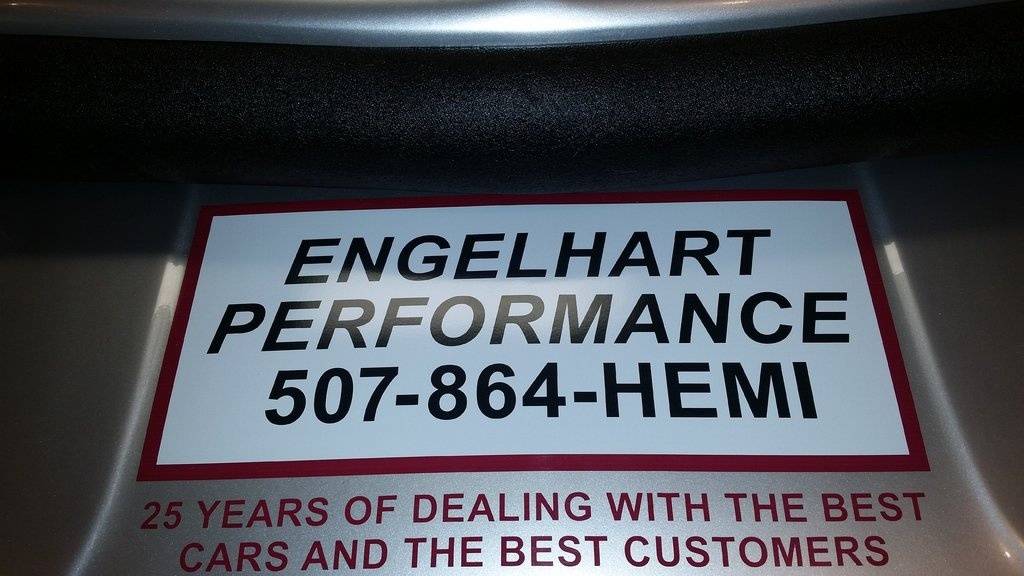 ENGELHART
PERFORMANCE
507-864-HEMI
25 YEARS OF DEALING WITH THE BEST
CARS AND THE BEST CUSTOMERS